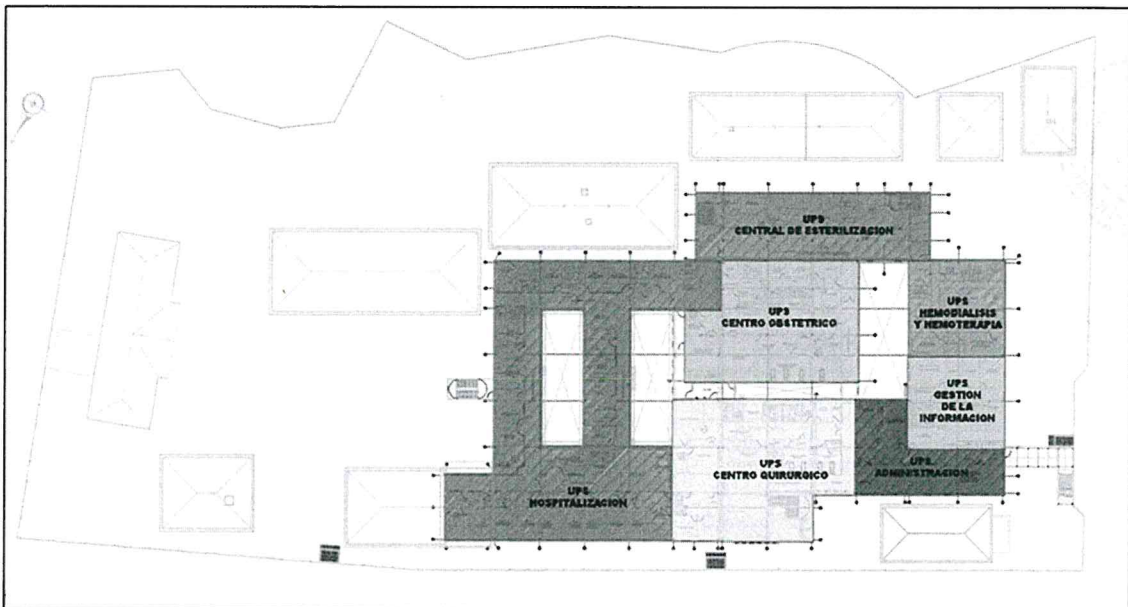 UPS
CENTRAL DE ESTERILIZACION
UPS
HEMODIALISIS
Y HEMOTERAPIA
UPS
CENTRO OBSTETRICO
UPS
GESTION
DE LA
INFORMACION
UPS
ADMINISTRACION
UPS
CENTRO QUIRURGICO
UPS
HOSPITALIZACION